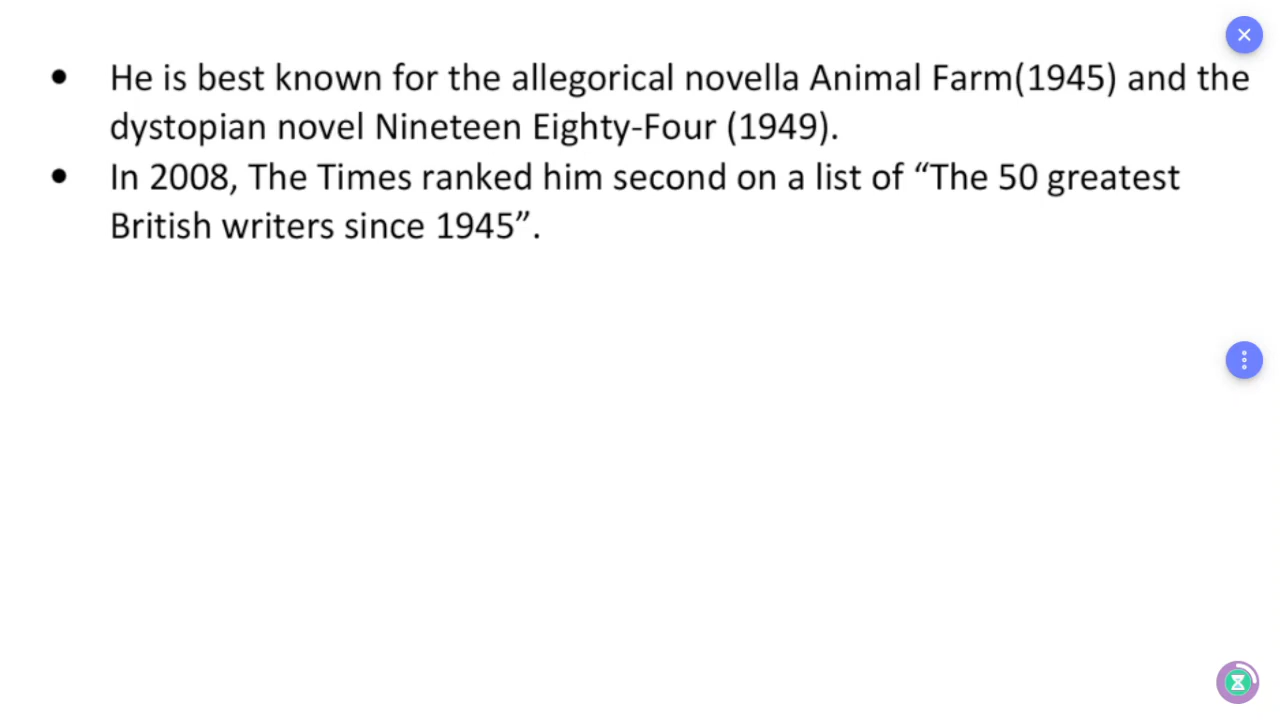 • He is best known for the allegorical novella Animal Farm(1945) and the
dystopian novel Nineteen Eighty-Four (1949).
• In 2008, The Times ranked him second on a list of “The 50 greatest
British writers since 1945”.